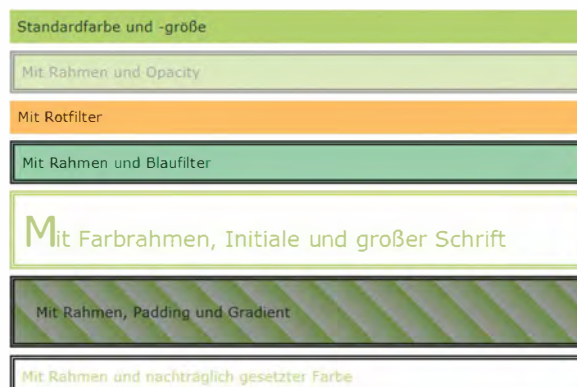 Standardfarbe und -größe
Mit Rahmen und Opacity
Mit Rotfilter
Mit Rahmen und Blaufilter
Mit Farbrahmen, Initiale und großer Schrift
Mit Rahmen, Padding und Gradient
Mit Rahmen und nachträglich gesetzter Farbe